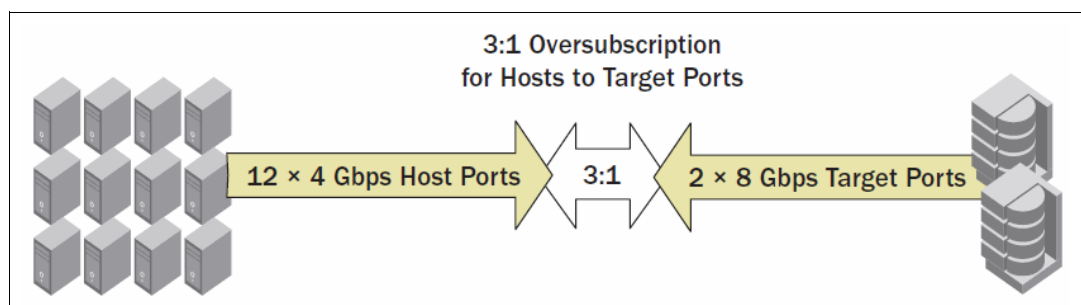 3:1 Oversubscription
for Hosts to Target Ports
12 × 4 Gbps Host Ports
3:1
2 × 8 Gbps Target Ports